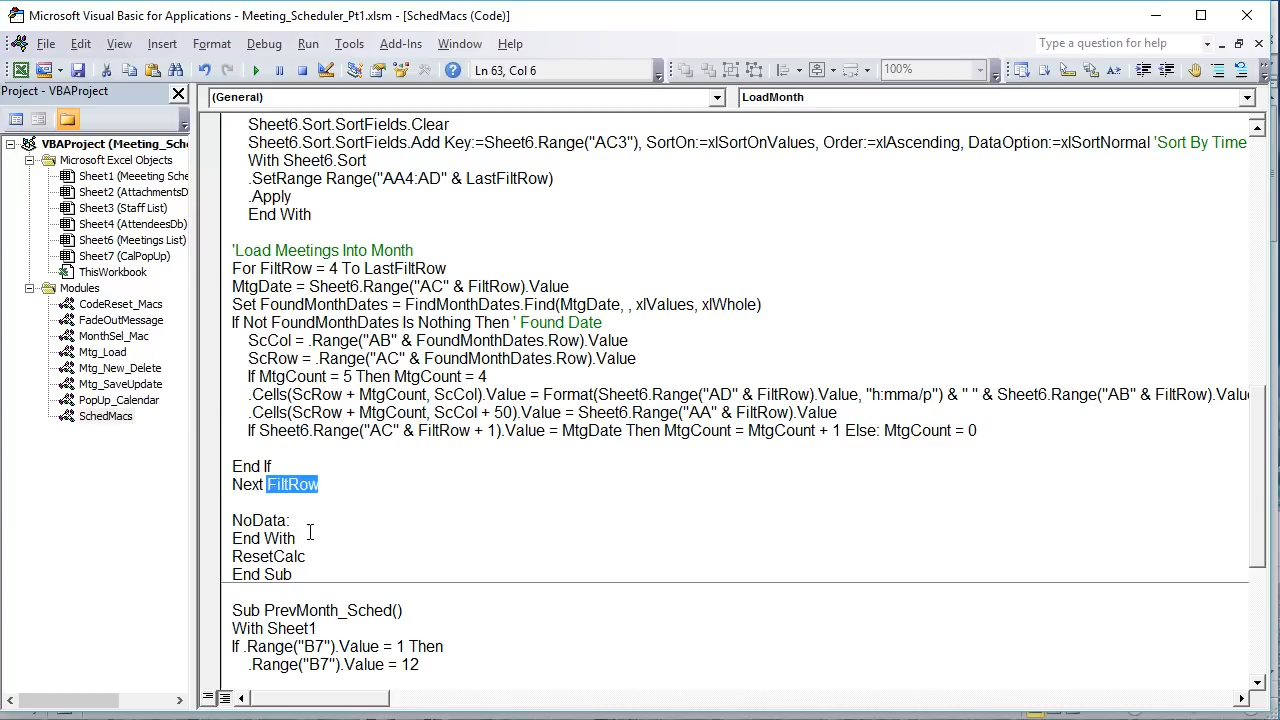 Microsoft Visual Basic for Applications - Meeting_Scheduler_Pt1.xlsm - [SchedMacs (Code)]
File Edit View Insert Format Debug Run Tools Add-Ins Window Help
Type a question for help
Ln 63, Col 6
100%
Project - VBAProject
(General)
LoadMonth
VBAProject (Meeting_Sche
Microsoft Excel Objects
Sheet1 (Meeeting Sche
Sheet2 (AttachmentsD
Sheet3 (Staff List)
Sheet4 (AttendeesDb)
Sheet6 (Meetings List)
Sheet7 (CalPopUp)
ThisWorkbook
Modules
CodeReset_Macs
FadeOutMessage
MonthSel_Mac
Mtg_Load
Mtg_New_Delete
Mtg_SaveUpdate
PopUp_Calendar
SchedMacs
Sheet6.Sort.SortFields.Clear
Sheet6.Sort.SortFields.Add Key:=Sheet6.Range("AC3"), SortOn:=xlSortOnValues, Order:=xlAscending, DataOption:=xlSortNormal 'Sort By Time
With Sheet6.Sort
.SetRange Range("AA4:AD" & LastFiltRow)
.Apply
End With
'Load Meetings Into Month
For FiltRow = 4 To LastFiltRow
MtgDate = Sheet6.Range("AC" & FiltRow).Value
Set FoundMonthDates = FindMonthDates.Find(MtgDate, , xlValues, xlWhole)
If Not FoundMonthDates Is Nothing Then ' Found Date
ScCol = .Range("AB" & FoundMonthDates.Row).Value
ScRow = .Range("AC" & FoundMonthDates.Row).Value
If MtgCount = 5 Then MtgCount = 4
.Cells(ScRow + MtgCount, ScCol).Value = Format(Sheet6.Range("AD" & FiltRow).Value, "h:mma/p") & " " & Sheet6.Range("AB" & FiltRow).Value
.Cells(ScRow + MtgCount, ScCol + 50).Value = Sheet6.Range("AA" & FiltRow).Value
If Sheet6.Range("AC" & FiltRow + 1).Value = MtgDate Then MtgCount = MtgCount + 1 Else: MtgCount = 0
End If
Next FiltRow
NoData:
End With
ResetCalc
End Sub
Sub PrevMonth_Sched()
With Sheet1
If .Range("B7").Value = 1 Then
.Range("B7").Value = 12